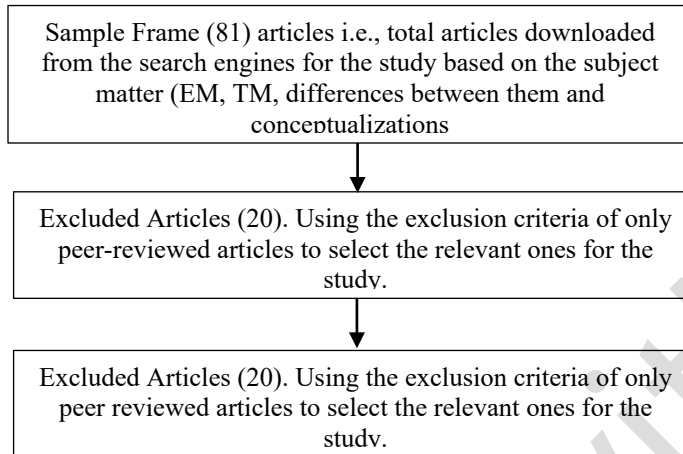 Sample Frame (81) articles i.e., total articles downloaded
from the search engines for the study based on the subject
matter (EM, TM, differences between them and
conceptualizations
Excluded Articles (20). Using the exclusion criteria of only
peer-reviewed articles to select the relevant ones for the
study.
Excluded Articles (20). Using the exclusion criteria of only
peer reviewed articles to select the relevant ones for the
study.